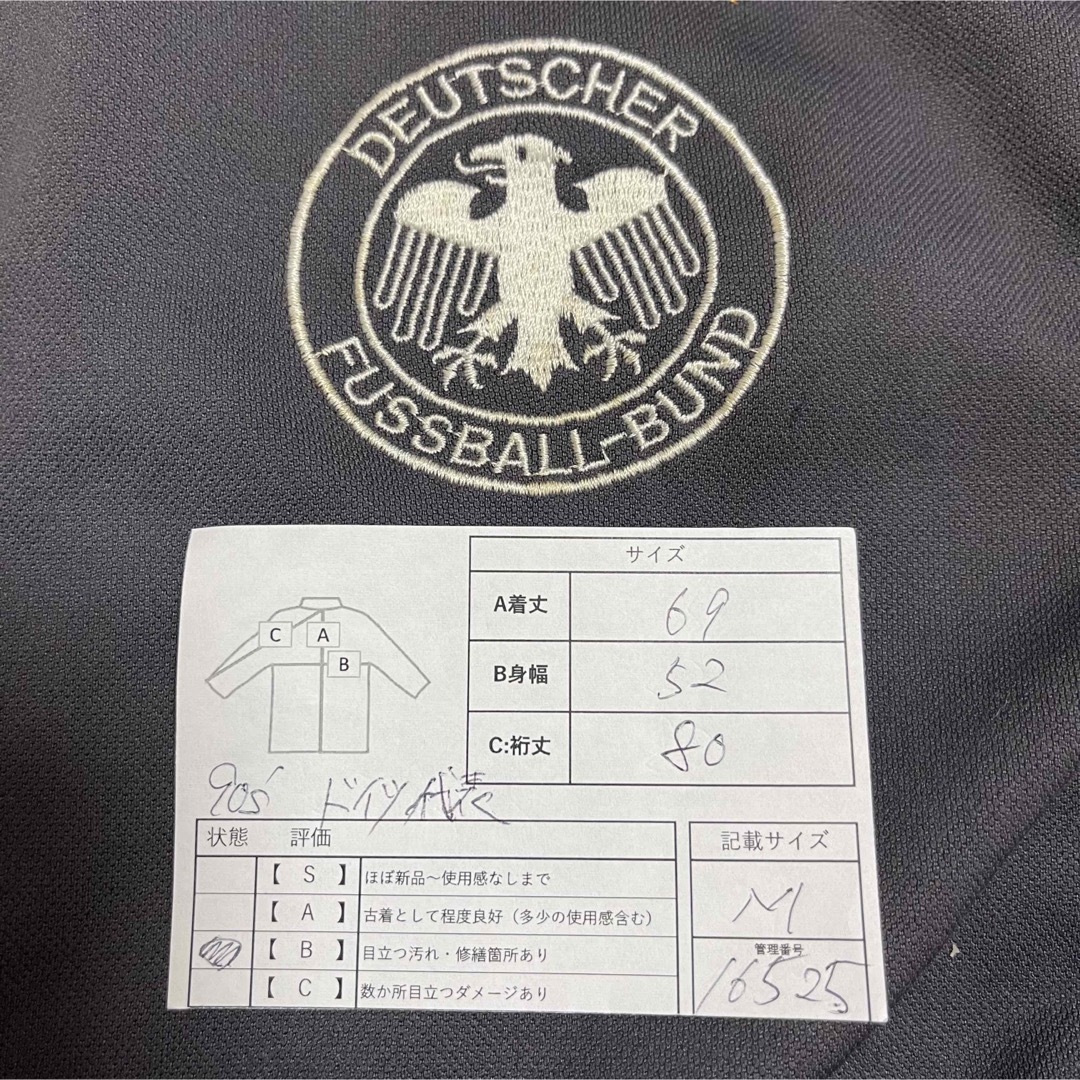 DEUTSCHER
FUSSBALL-BUND
サイズ
A着丈 69
B身幅 52
C:裄丈 80
C A
B
90s' ドイツ代表
状態 評価
【 S 】 ほぼ新品～使用感なしまで
【 A 】 古着として程度良好（多少の使用感含む）
【 B 】 目立つ汚れ・修繕箇所あり
【 C 】 数か所目立つダメージあり
記載サイズ
M
管理番号
16525